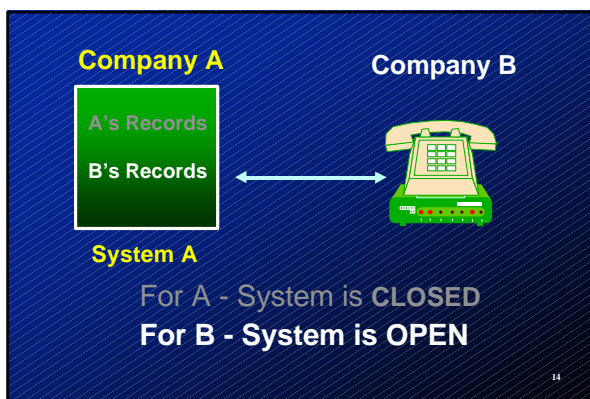 Company A
Company B
A's Records
B's Records
System A
For A - System is CLOSED
For B - System is OPEN
14